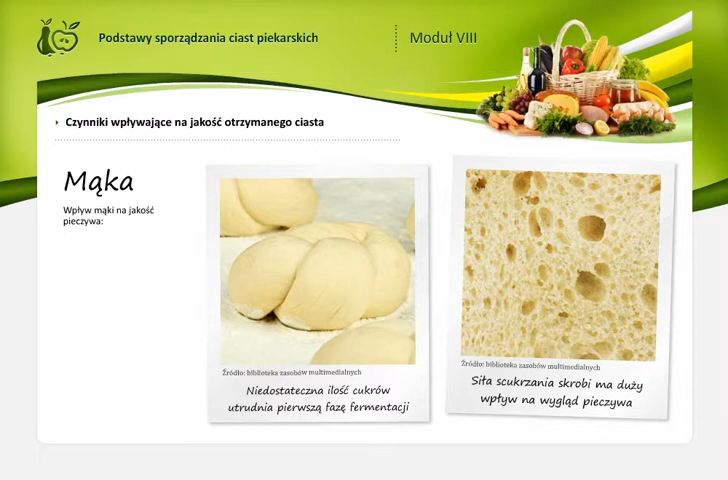 Podstawy sporządzania ciast piekarskich
Moduł VIII
Czynniki wpływające na jakość otrzymanego ciasta
Mąka
Wpływ mąki na jakość
pieczywa:
Źródło: biblioteka zasobów multimedialnych
Niedostateczna ilość cukrów
utrudnia pierwszą fazę fermentacji
Źródło: biblioteka zasobów multimedialnych
Siła scukrzania skrobi ma duży
wpływ na wygląd pieczywa